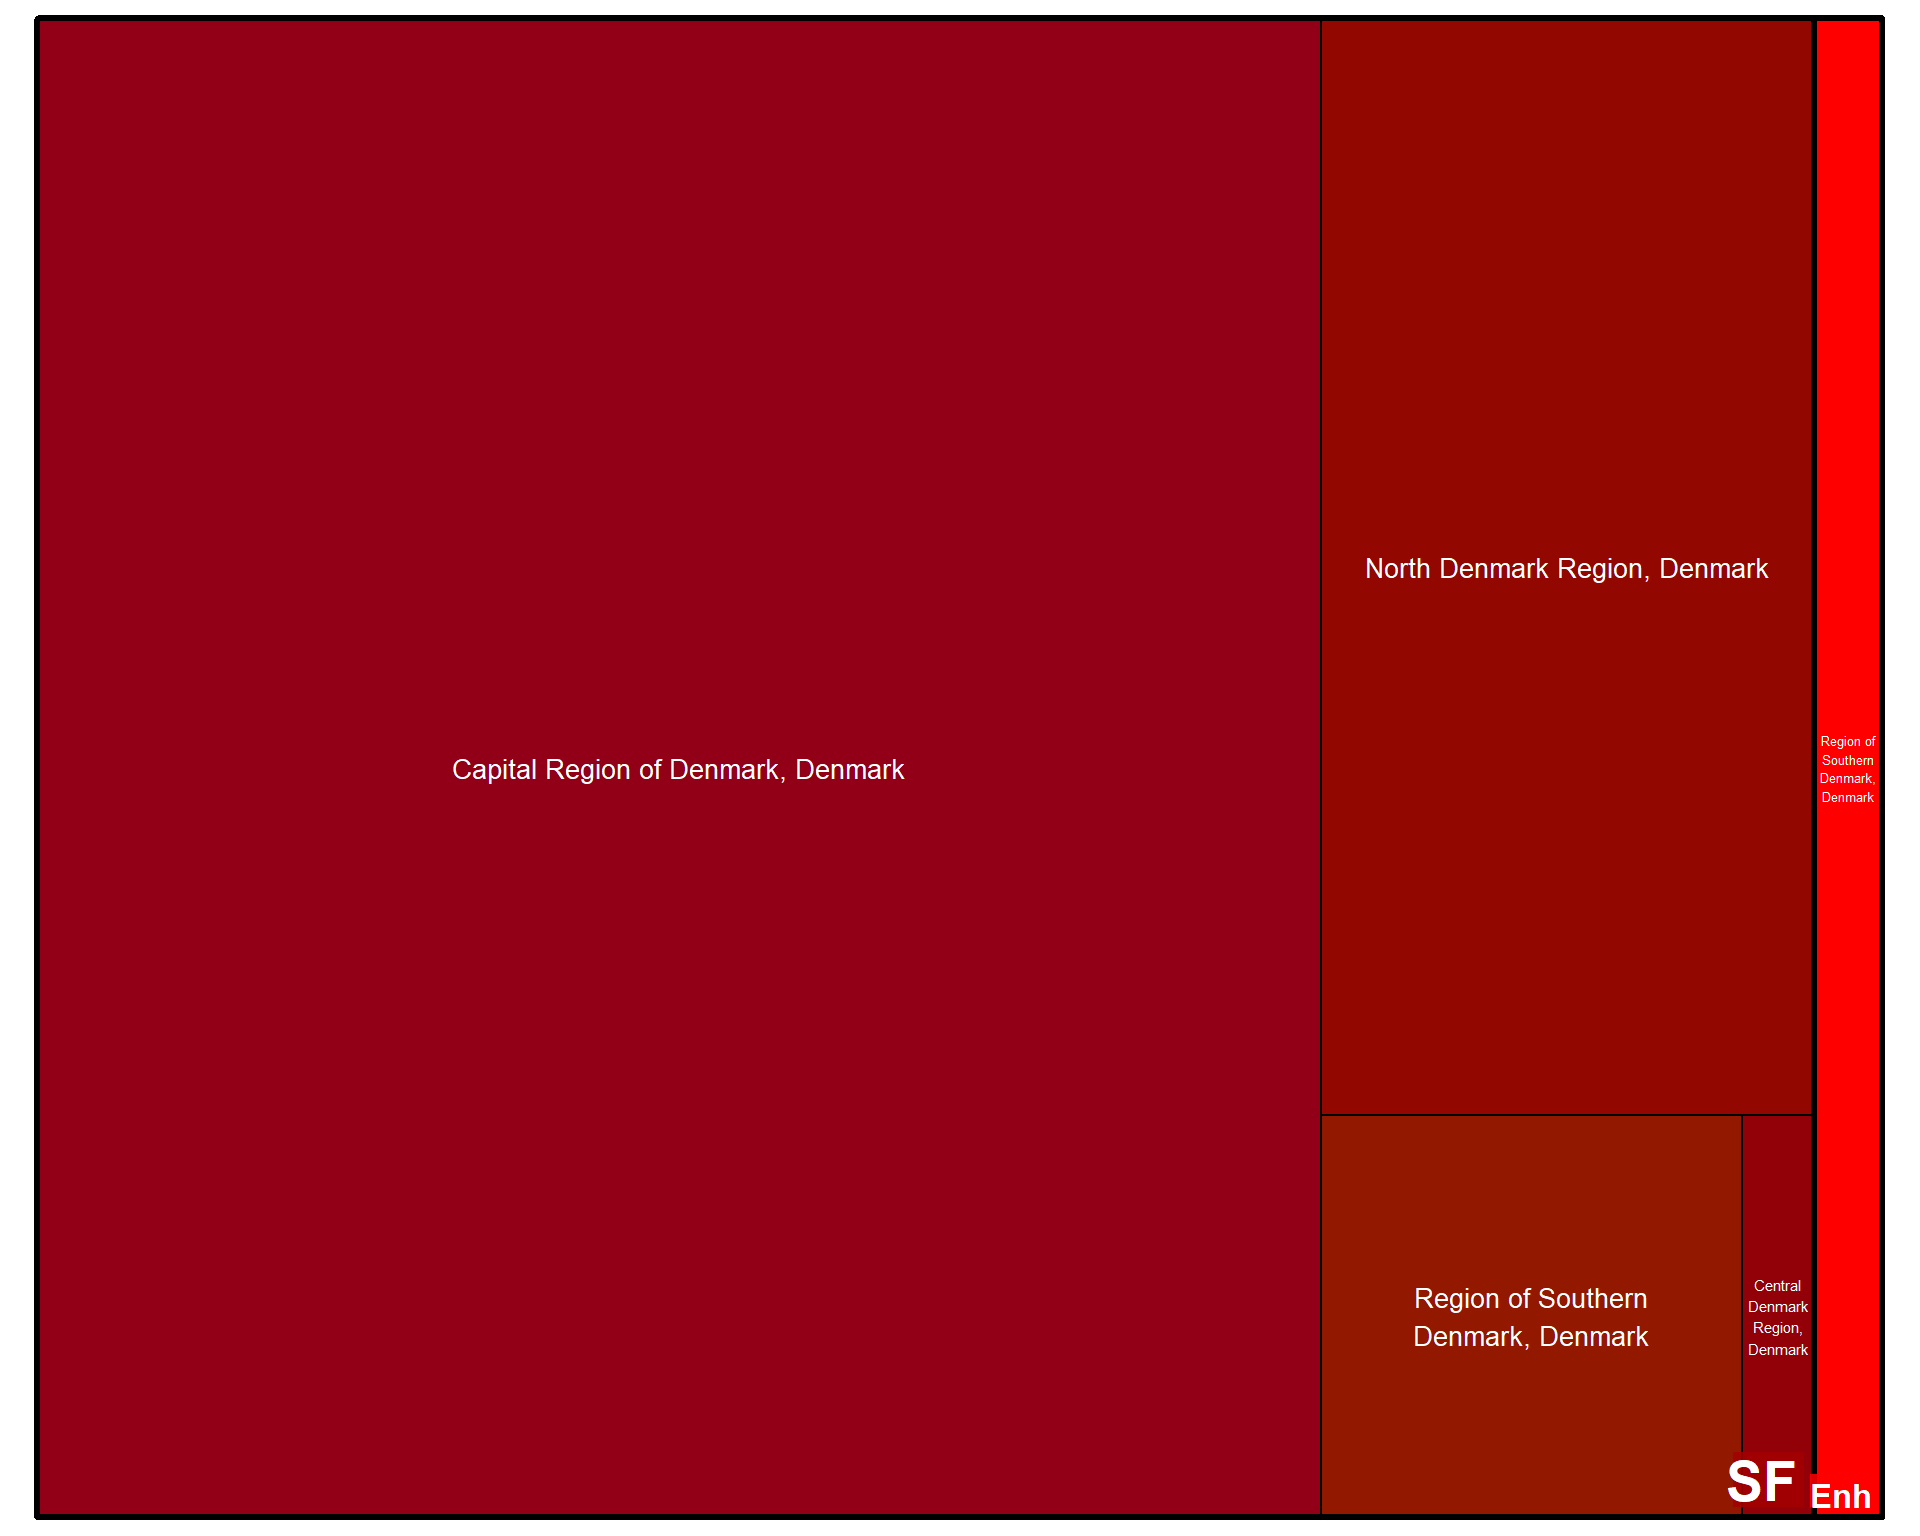 Capital Region of Denmark, Denmark
North Denmark Region, Denmark
Region of
Southern
Denmark,
Denmark
Region of Southern
Denmark, Denmark
Central
Denmark
Region,
Denmark
SF
Enh